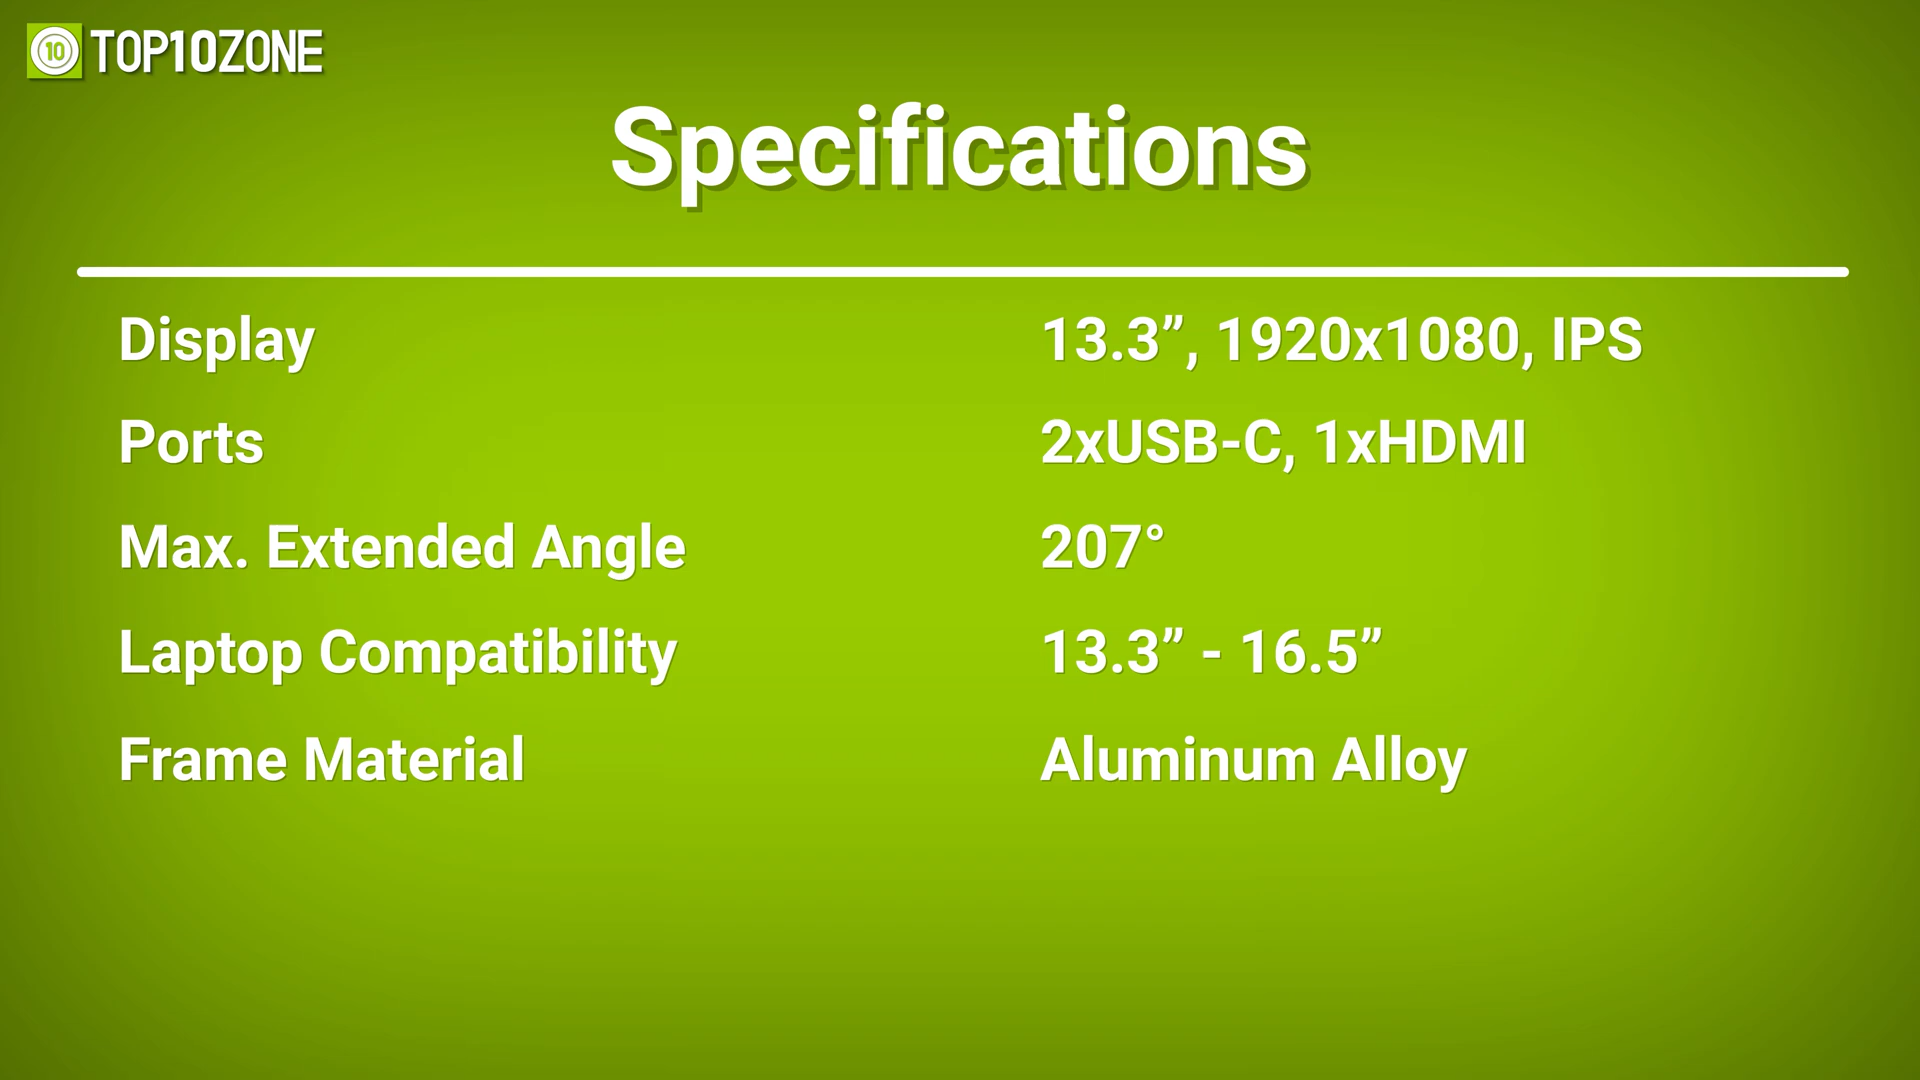 10 TOP10ZONE
Specifications
Display 13.3”, 1920x1080, IPS
Ports 2xUSB-C, 1xHDMI
Max. Extended Angle 207°
Laptop Compatibility 13.3” - 16.5”
Frame Material Aluminum Alloy